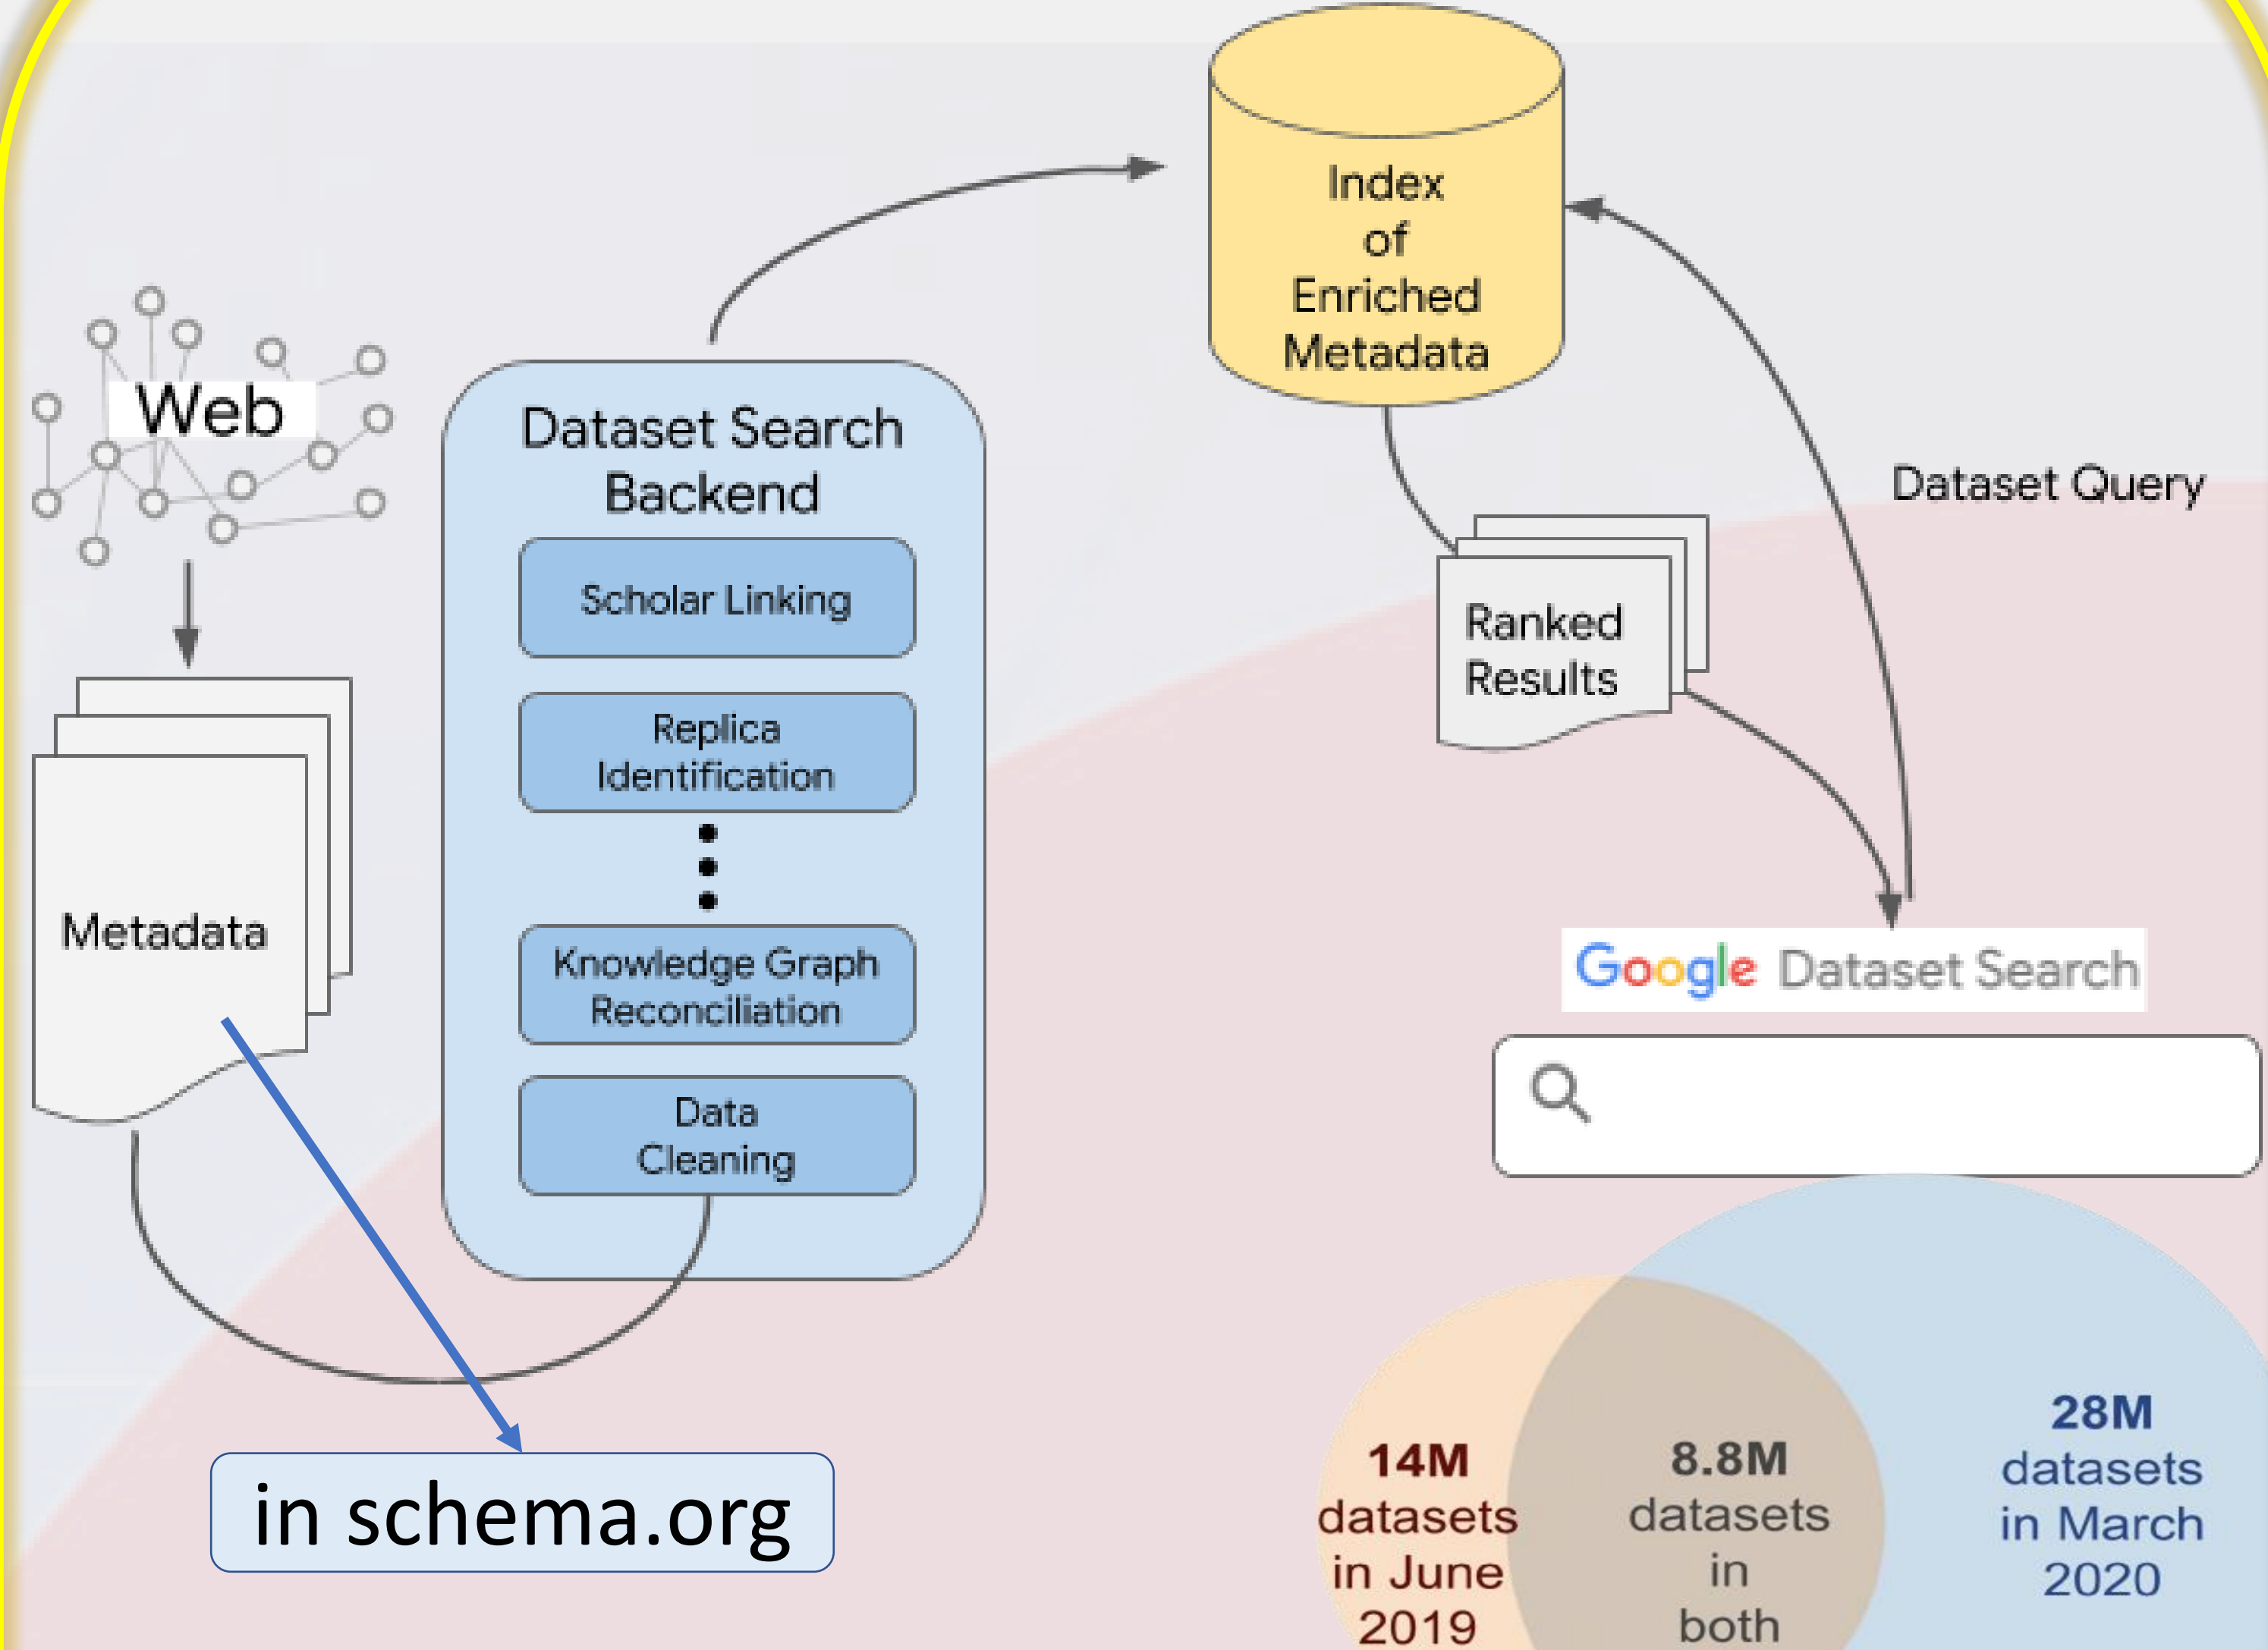 Index
of
Enriched
Metadata
Web
Dataset Search
Backend
Scholar Linking
Replica
Identification
Knowledge Graph
Reconciliation
Data
Cleaning
Metadata
in schema.org
Dataset Query
Ranked
Results
Google Dataset Search
14M
datasets
in June
2019
8.8M
datasets
in
both
28M
datasets
in March
2020